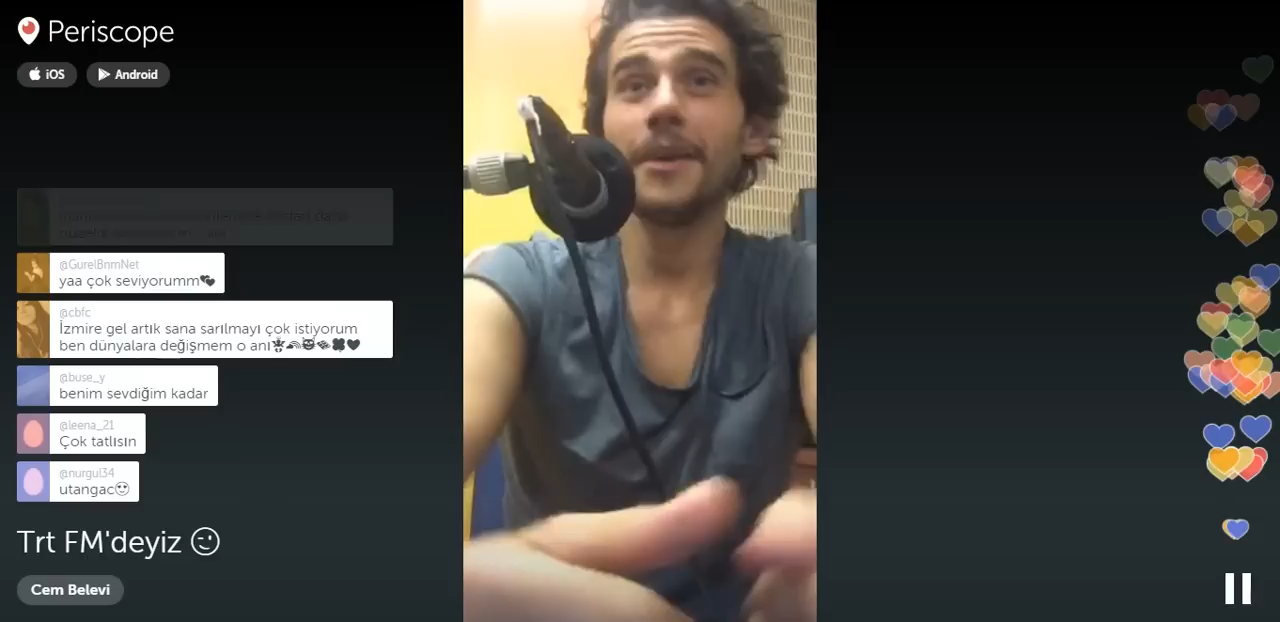 Periscope
iOS
Android
@GurelBnmNet
yaa çok seviyorumm
@cbfc
İzmire gel artık sana sarılmayı çok istiyorum
ben dünyalara değişmem o anı
@buse_y
benim sevdiğim kadar
@leena_21
Çok tatlısın
@nurgul34
utangac
Trt FM'deyiz
Cem Belevi